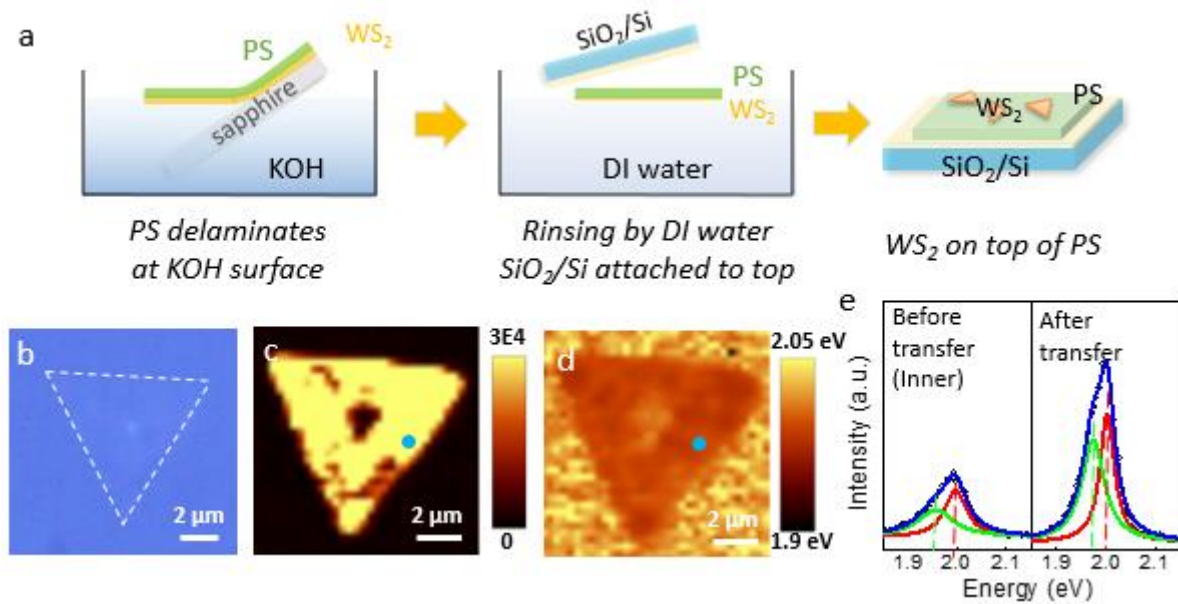 a
PS
WS₂
sapphire
KOH
PS delaminates
at KOH surface
SiO₂/Si
PS
WS₂
DI water
Rinsing by DI water
SiO₂/Si attached to top
WS₂
PS
SiO₂/Si
WS₂ on top of PS
b
2 μm
c
3E4
0
2 μm
d
2.05 eV
1.9 eV
2 μm
e
Before
transfer
(Inner)
After
transfer
Intensity (a.u.)
1.9 2.0 2.1 1.9 2.0 2.1
Energy (eV)